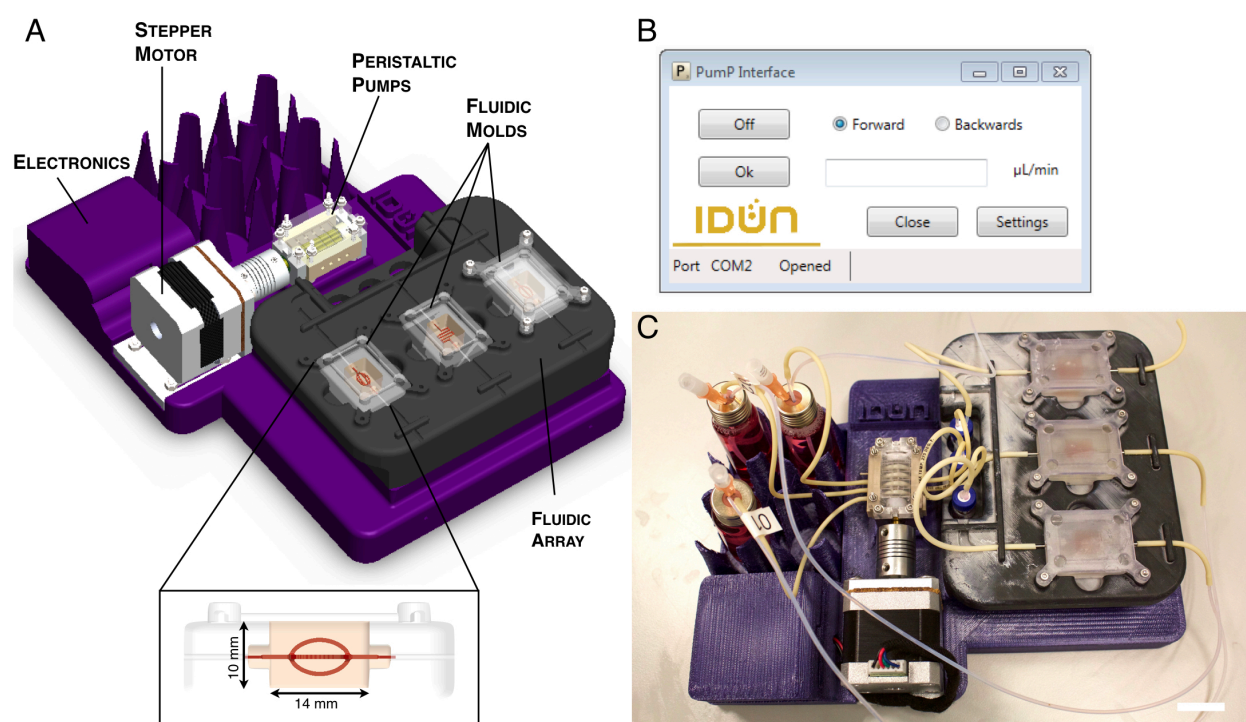 A
STEPPER
MOTOR
PERISTALTIC
PUMPS
FLUIDIC
MOLDS
ELECTRONICS
FLUIDIC
ARRAY
10 mm
14 mm
B
PumP Interface
Off
Forward
Backwards
Ok
µL/min
IDUN
Close
Settings
Port COM2 Opened
C
IDUN
10